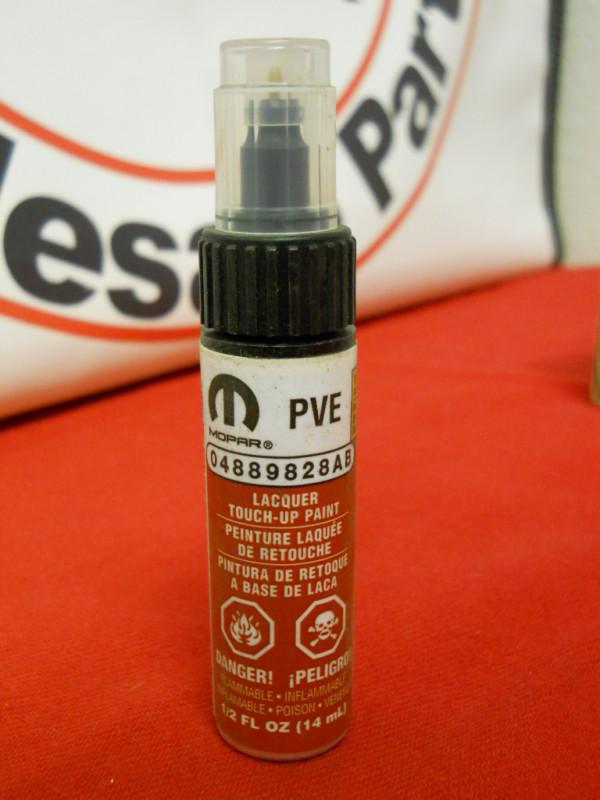 Part
esa
PVE
MOPAR®
04889828AB
LACQUER
TOUCH-UP PAINT
PEINTURE LAQUÉE
DE RETOUCHE
PINTURA DE RETOQUE
A BASE DE LACA
DANGER! ¡PELIGRO!
FLAMMABLE • INFLAMMABLE
INFLAMABLE • POISON •
1/2 FL OZ (14 mL)